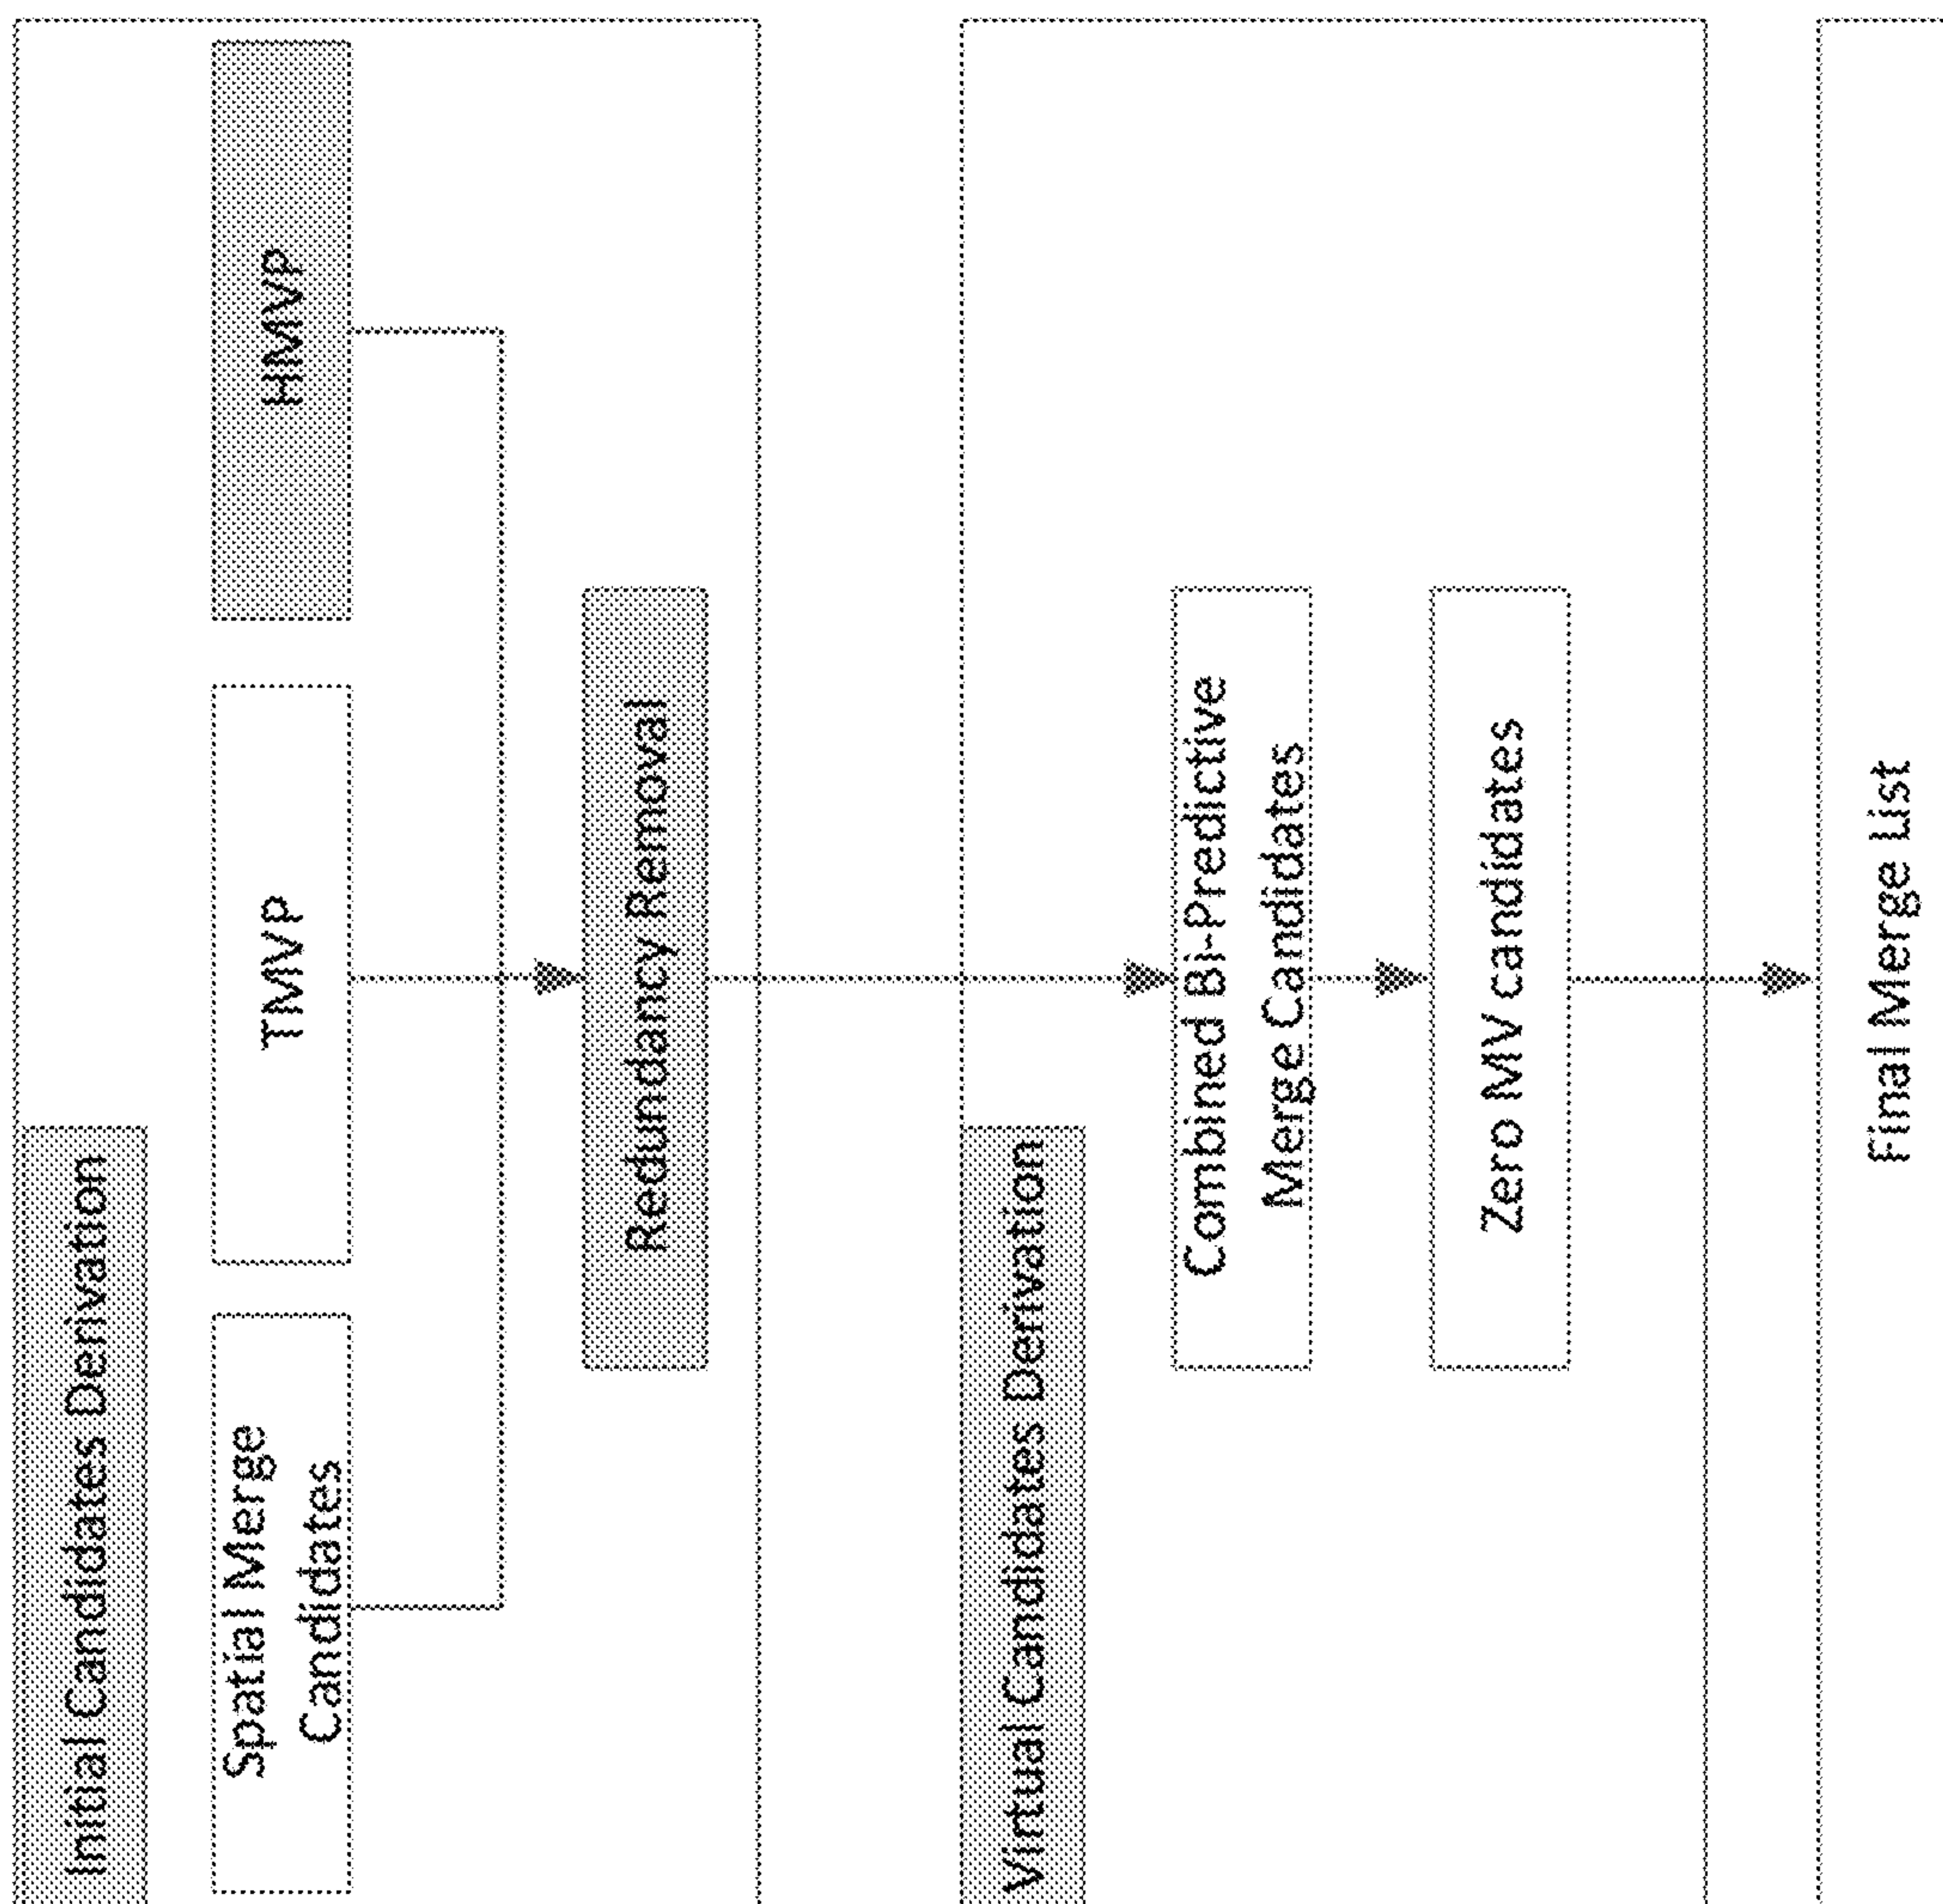 Initial Candidates Derivation
Spatial Merge
Candidates
TMVP
HMVP
Redundancy Removal
Virtual Candidates Derivation
Combined Bi-Predictive
Merge Candidates
Zero MV candidates
Final Merge List